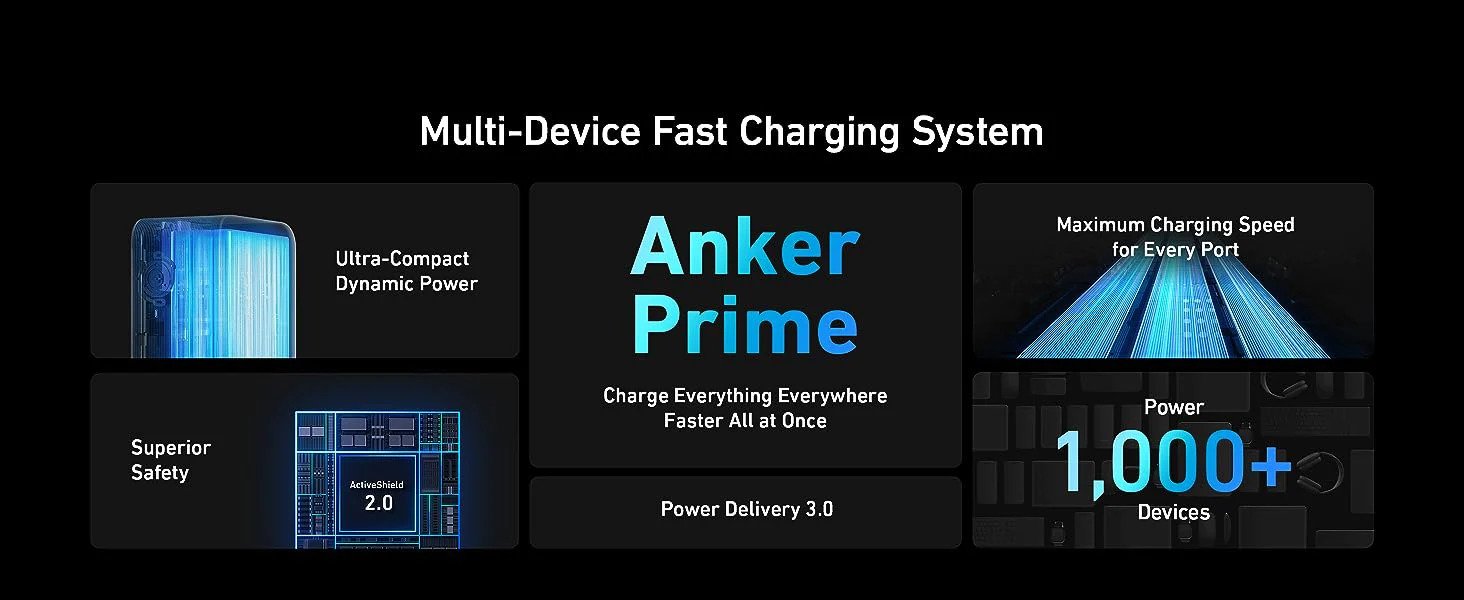 Multi-Device Fast Charging System
Ultra-Compact
Dynamic Power
Superior
Safety
ActiveShield
2.0
Anker
Prime
Charge Everything Everywhere
Faster All at Once
Power Delivery 3.0
Maximum Charging Speed
for Every Port
Power
1,000+
Devices